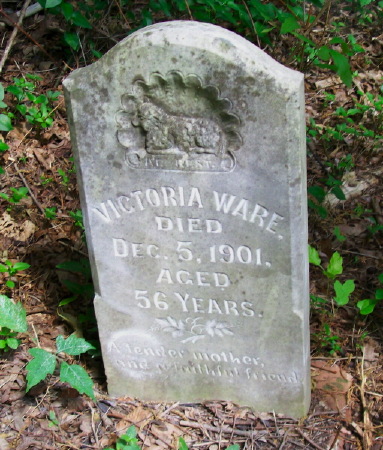 AT REST
VICTORIA WARE,
DIED
DEC. 5, 1901,
AGED
56 YEARS.
A tender mother,
and a faithful friend.